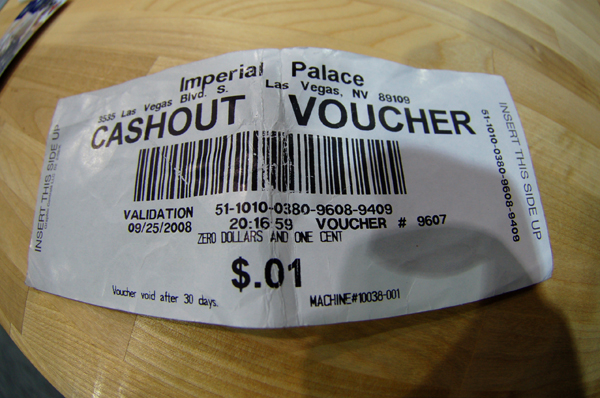 Imperial Palace
3535 Las Vegas Blvd. S. Las Vegas, NV 89109
CASHOUT VOUCHER
INSERT THIS SIDE UP
51-1010-0380-9608-9409
INSERT THIS SIDE UP
VALIDATION 51-1010-0380-9608-9409
09/25/2008 20:16:59 VOUCHER # 9607
ZERO DOLLARS AND ONE CENT
$.01
Voucher void after 30 days. MACHINE#10038-001